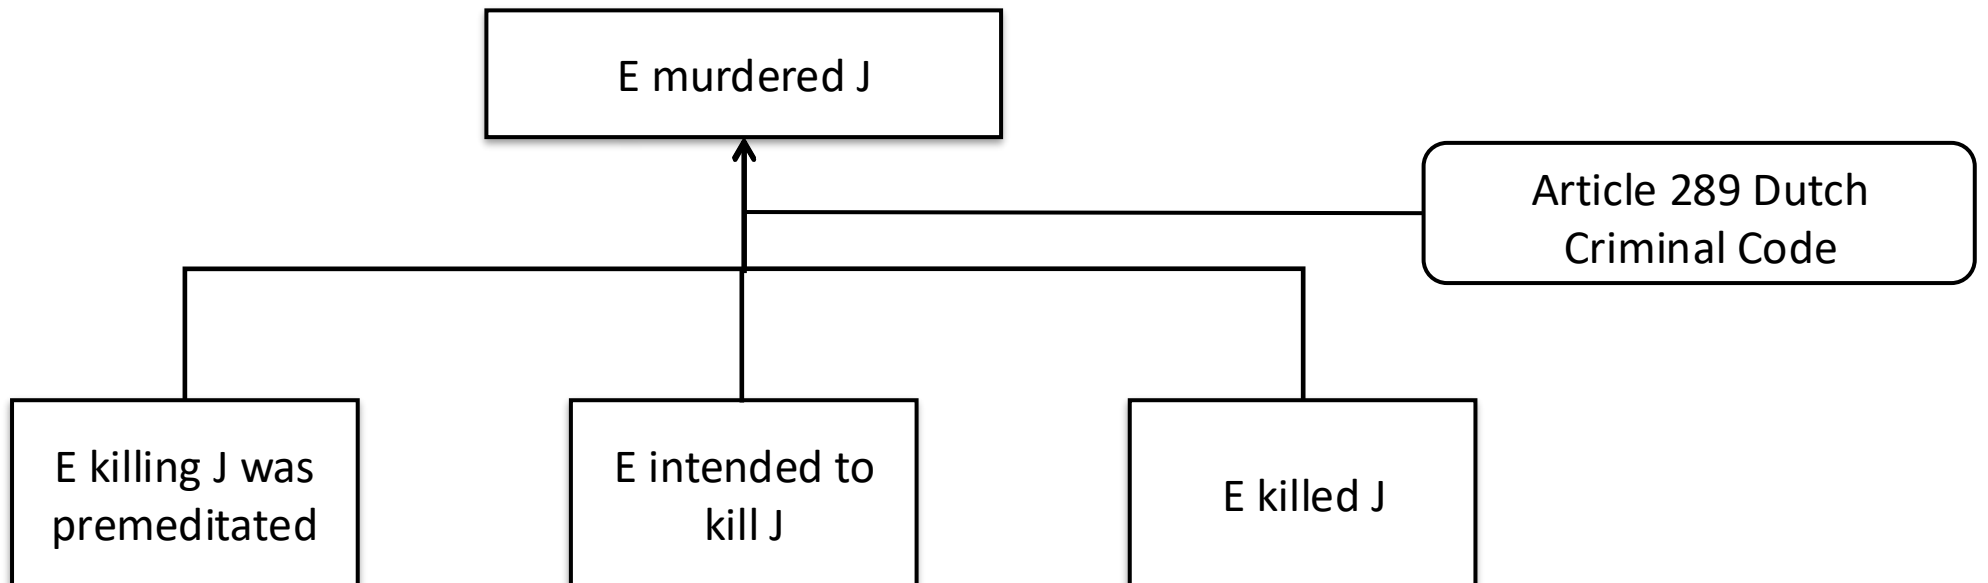 E murdered J
Article 289 Dutch
Criminal Code
E killing J was
premeditated
E intended to
kill J
E killed J